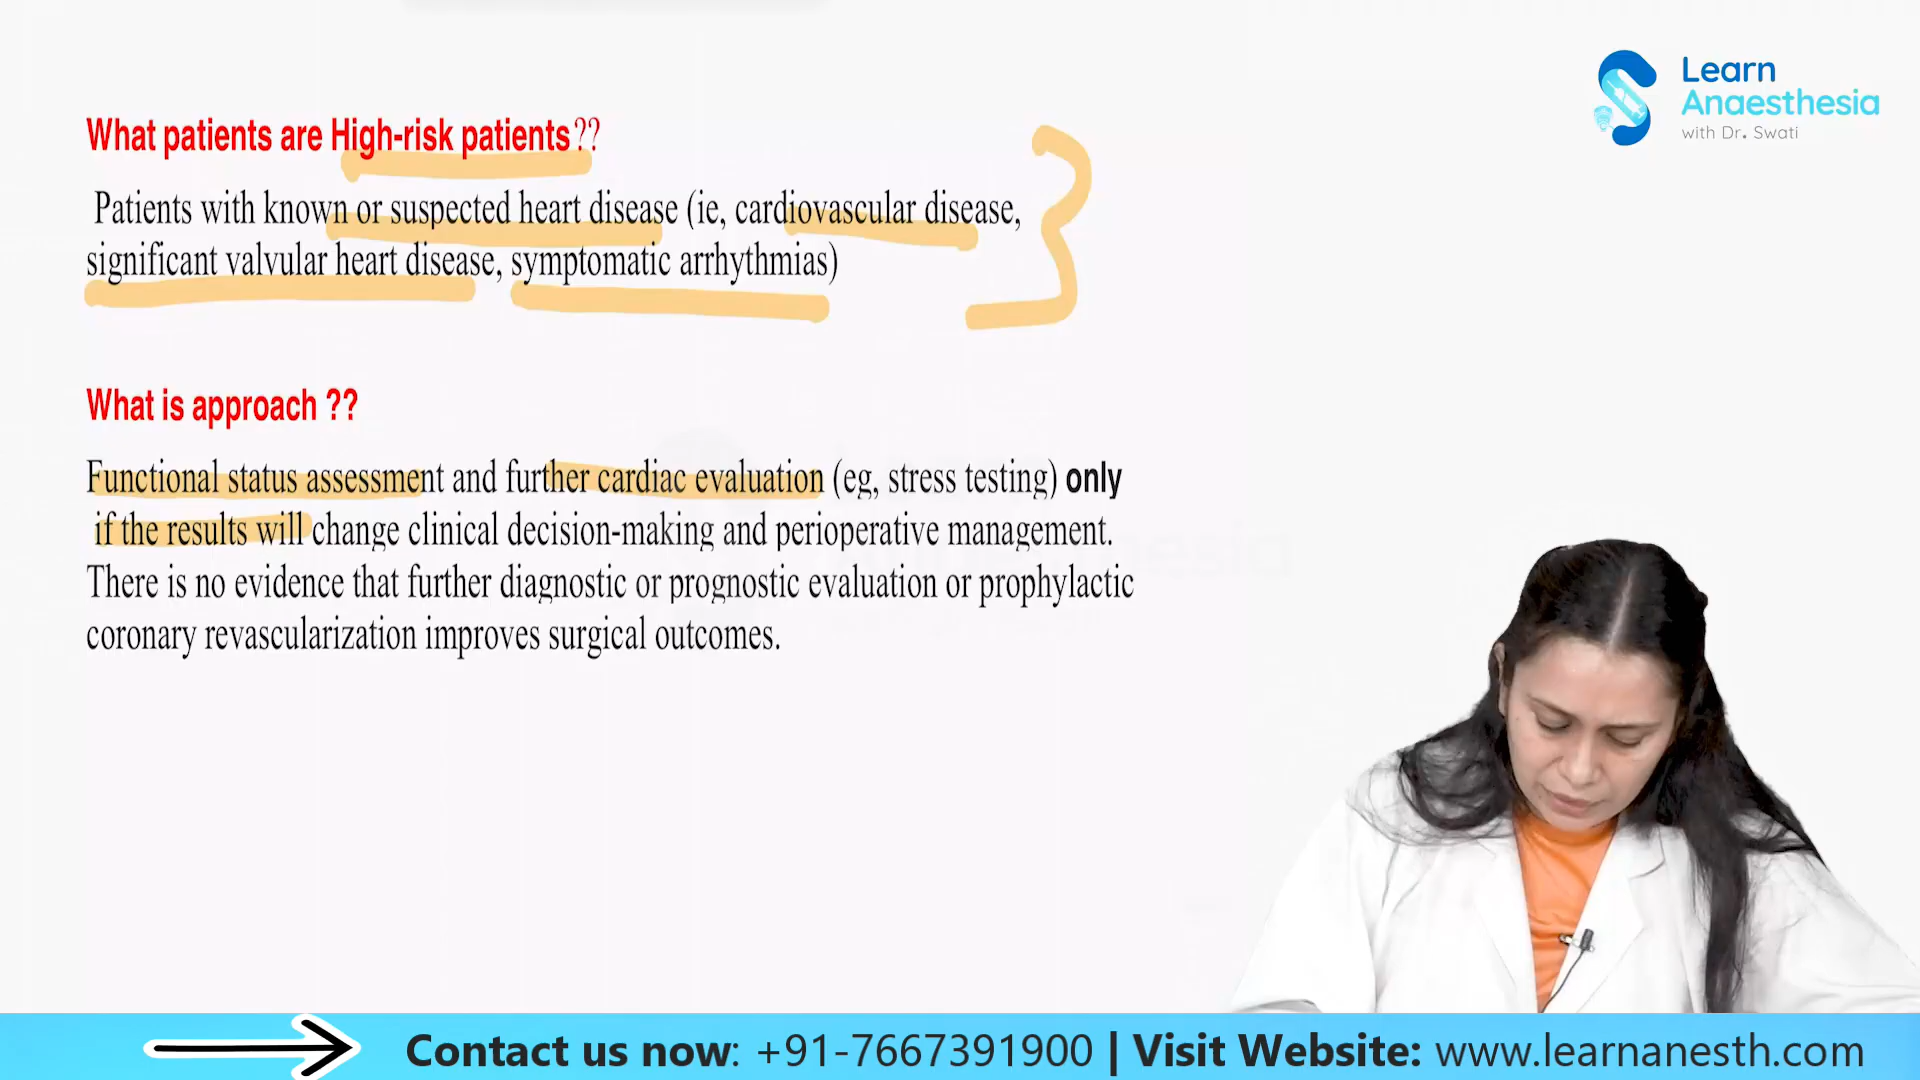 Learn
Anaesthesia
with Dr. Swati
What patients are High-risk patients??
Patients with known or suspected heart disease (ie, cardiovascular disease,
significant valvular heart disease, symptomatic arrhythmias)
What is approach ??
Functional status assessment and further cardiac evaluation (eg, stress testing) only
if the results will change clinical decision-making and perioperative management.
There is no evidence that further diagnostic or prognostic evaluation or prophylactic
coronary revascularization improves surgical outcomes.
Contact us now: +91-7667391900 | Visit Website: www.learnanesth.com